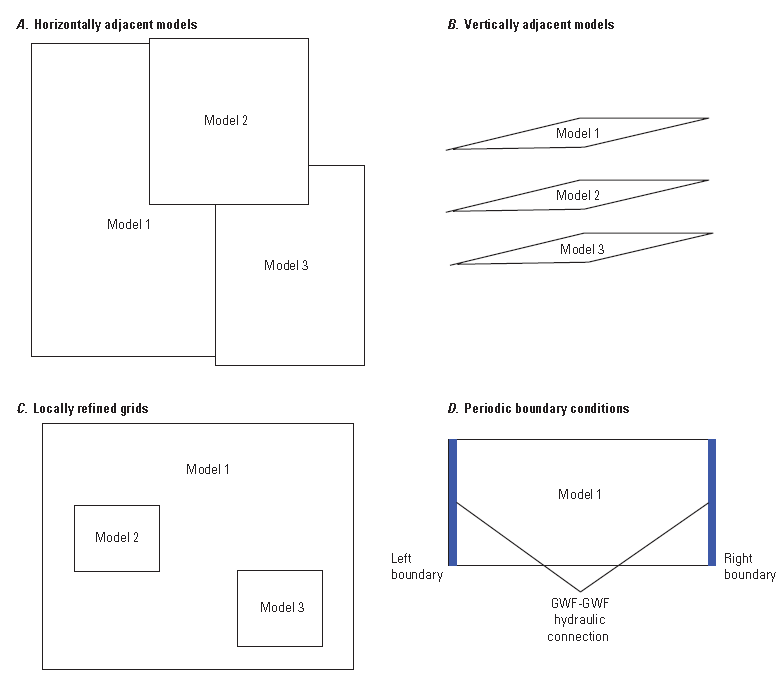 A. Horizontally adjacent models
Model 2
Model 1
Model 3
B. Vertically adjacent models
Model 1
Model 2
Model 3
C. Locally refined grids
Model 1
Model 2
Model 3
D. Periodic boundary conditions
Model 1
Left
boundary
Right
boundary
GWF-GWF
hydraulic
connection